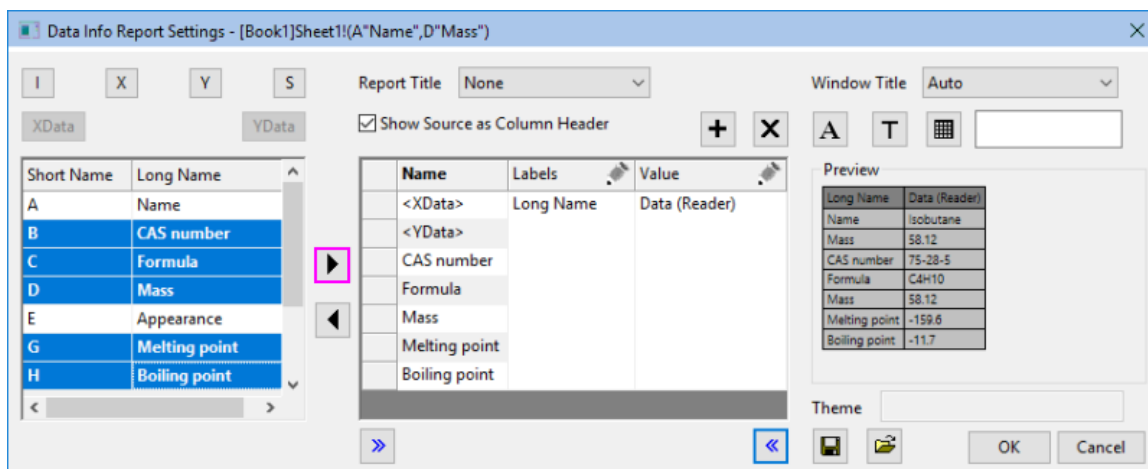 Data Info Report Settings - [Book1]Sheet1!(A"Name",D"Mass")
I X Y S Report Title None Window Title Auto
XData YData Show Source as Column Header A T
Short Name Long Name
A Name
B CAS number
C Formula
D Mass
E Appearance
G Melting point
H Boiling point
Name Labels Value
<XData> Long Name Data (Reader)
<YData>
CAS number
Formula
Mass
Melting point
Boiling point
Preview
Long Name Data (Reader)
Name Isobutane
Mass 58.12
CAS number 75-28-5
Formula C4H10
Mass 58.12
Melting point -159.6
Boiling point -11.7
Theme
OK Cancel